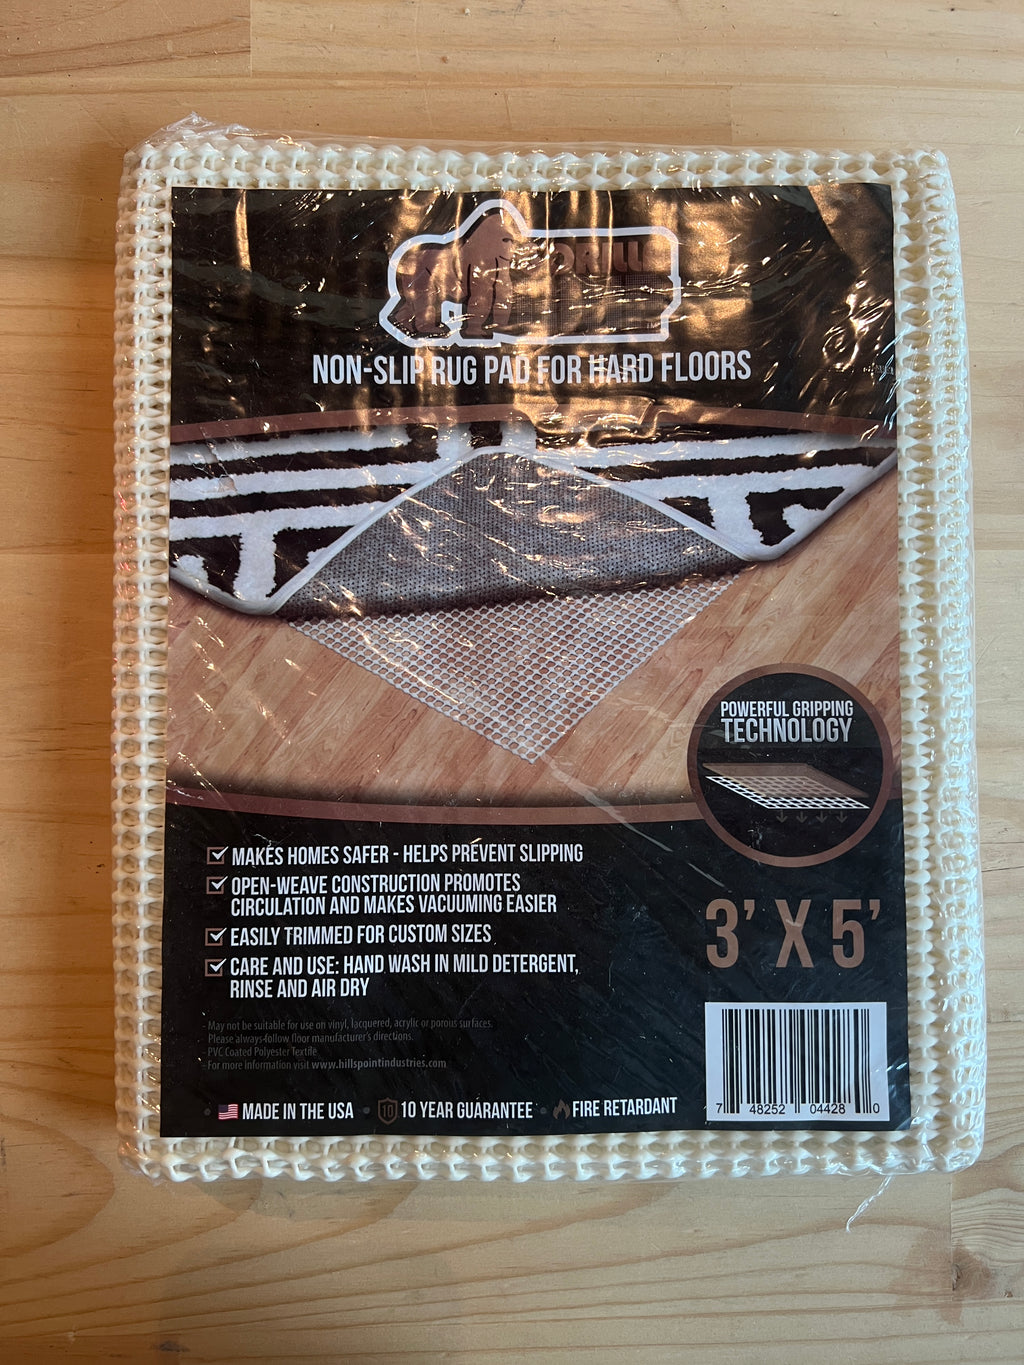 NON-SLIP RUG PAD FOR HARD FLOORS
POWERFUL GRIPPING
TECHNOLOGY
MAKES HOMES SAFER - HELPS PREVENT SLIPPING
OPEN-WEAVE CONSTRUCTION PROMOTES
CIRCULATION AND MAKES VACUUMING EASIER
EASILY TRIMMED FOR CUSTOM SIZES
CARE AND USE: HAND WASH IN MILD DETERGENT,
RINSE AND AIR DRY
3' X 5'
- May not be suitable for use on vinyl, lacquered, acrylic or porous surfaces.
Please always follow floor manufacturer's directions.
- PVC Coated Polyester Textile
- For more information visit www.hillspointindustries.com
MADE IN THE USA
10
10 YEAR GUARANTEE
FIRE RETARDANT
7 48252 04428 0